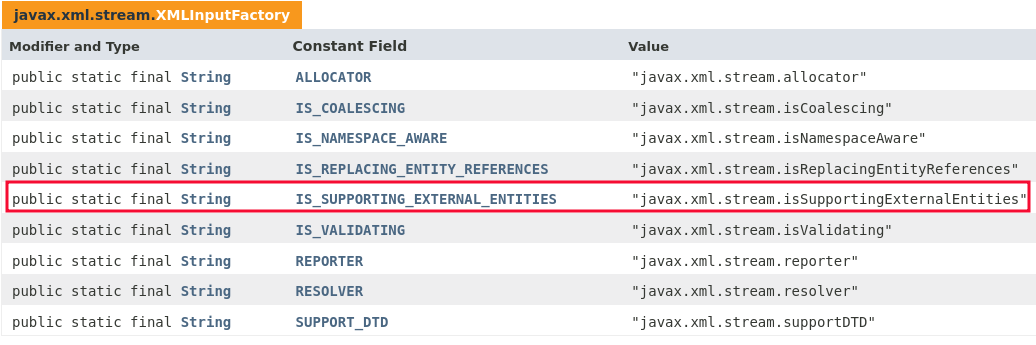 javax.xml.stream.XMLInputFactory
Modifier and Type Constant Field Value
public static final String ALLOCATOR "javax.xml.stream.allocator"
public static final String IS_COALESCING "javax.xml.stream.isCoalescing"
public static final String IS_NAMESPACE_AWARE "javax.xml.stream.isNamespaceAware"
public static final String IS_REPLACING_ENTITY_REFERENCES "javax.xml.stream.isReplacingEntityReferences"
public static final String IS_SUPPORTING_EXTERNAL_ENTITIES "javax.xml.stream.isSupportingExternalEntities"
public static final String IS_VALIDATING "javax.xml.stream.isValidating"
public static final String REPORTER "javax.xml.stream.reporter"
public static final String RESOLVER "javax.xml.stream.resolver"
public static final String SUPPORT_DTD "javax.xml.stream.supportDTD"